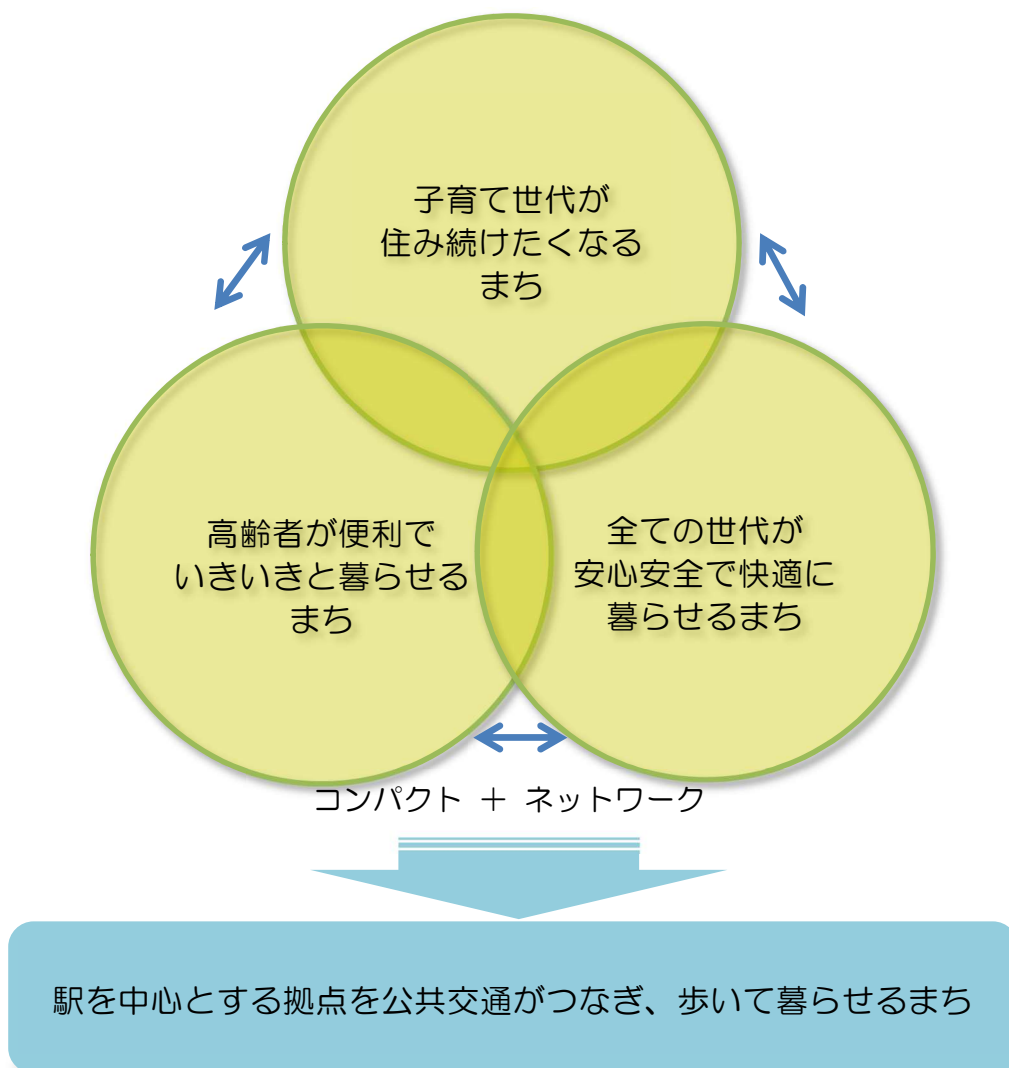 子育て世代が
住み続けたくなる
まち
高齢者が便利で
いきいきと暮らせる
まち
全ての世代が
安心安全で快適に
暮らせるまち
コンパクト ＋ ネットワーク
駅を中心とする拠点を公共交通がつなぎ、歩いて暮らせるまち